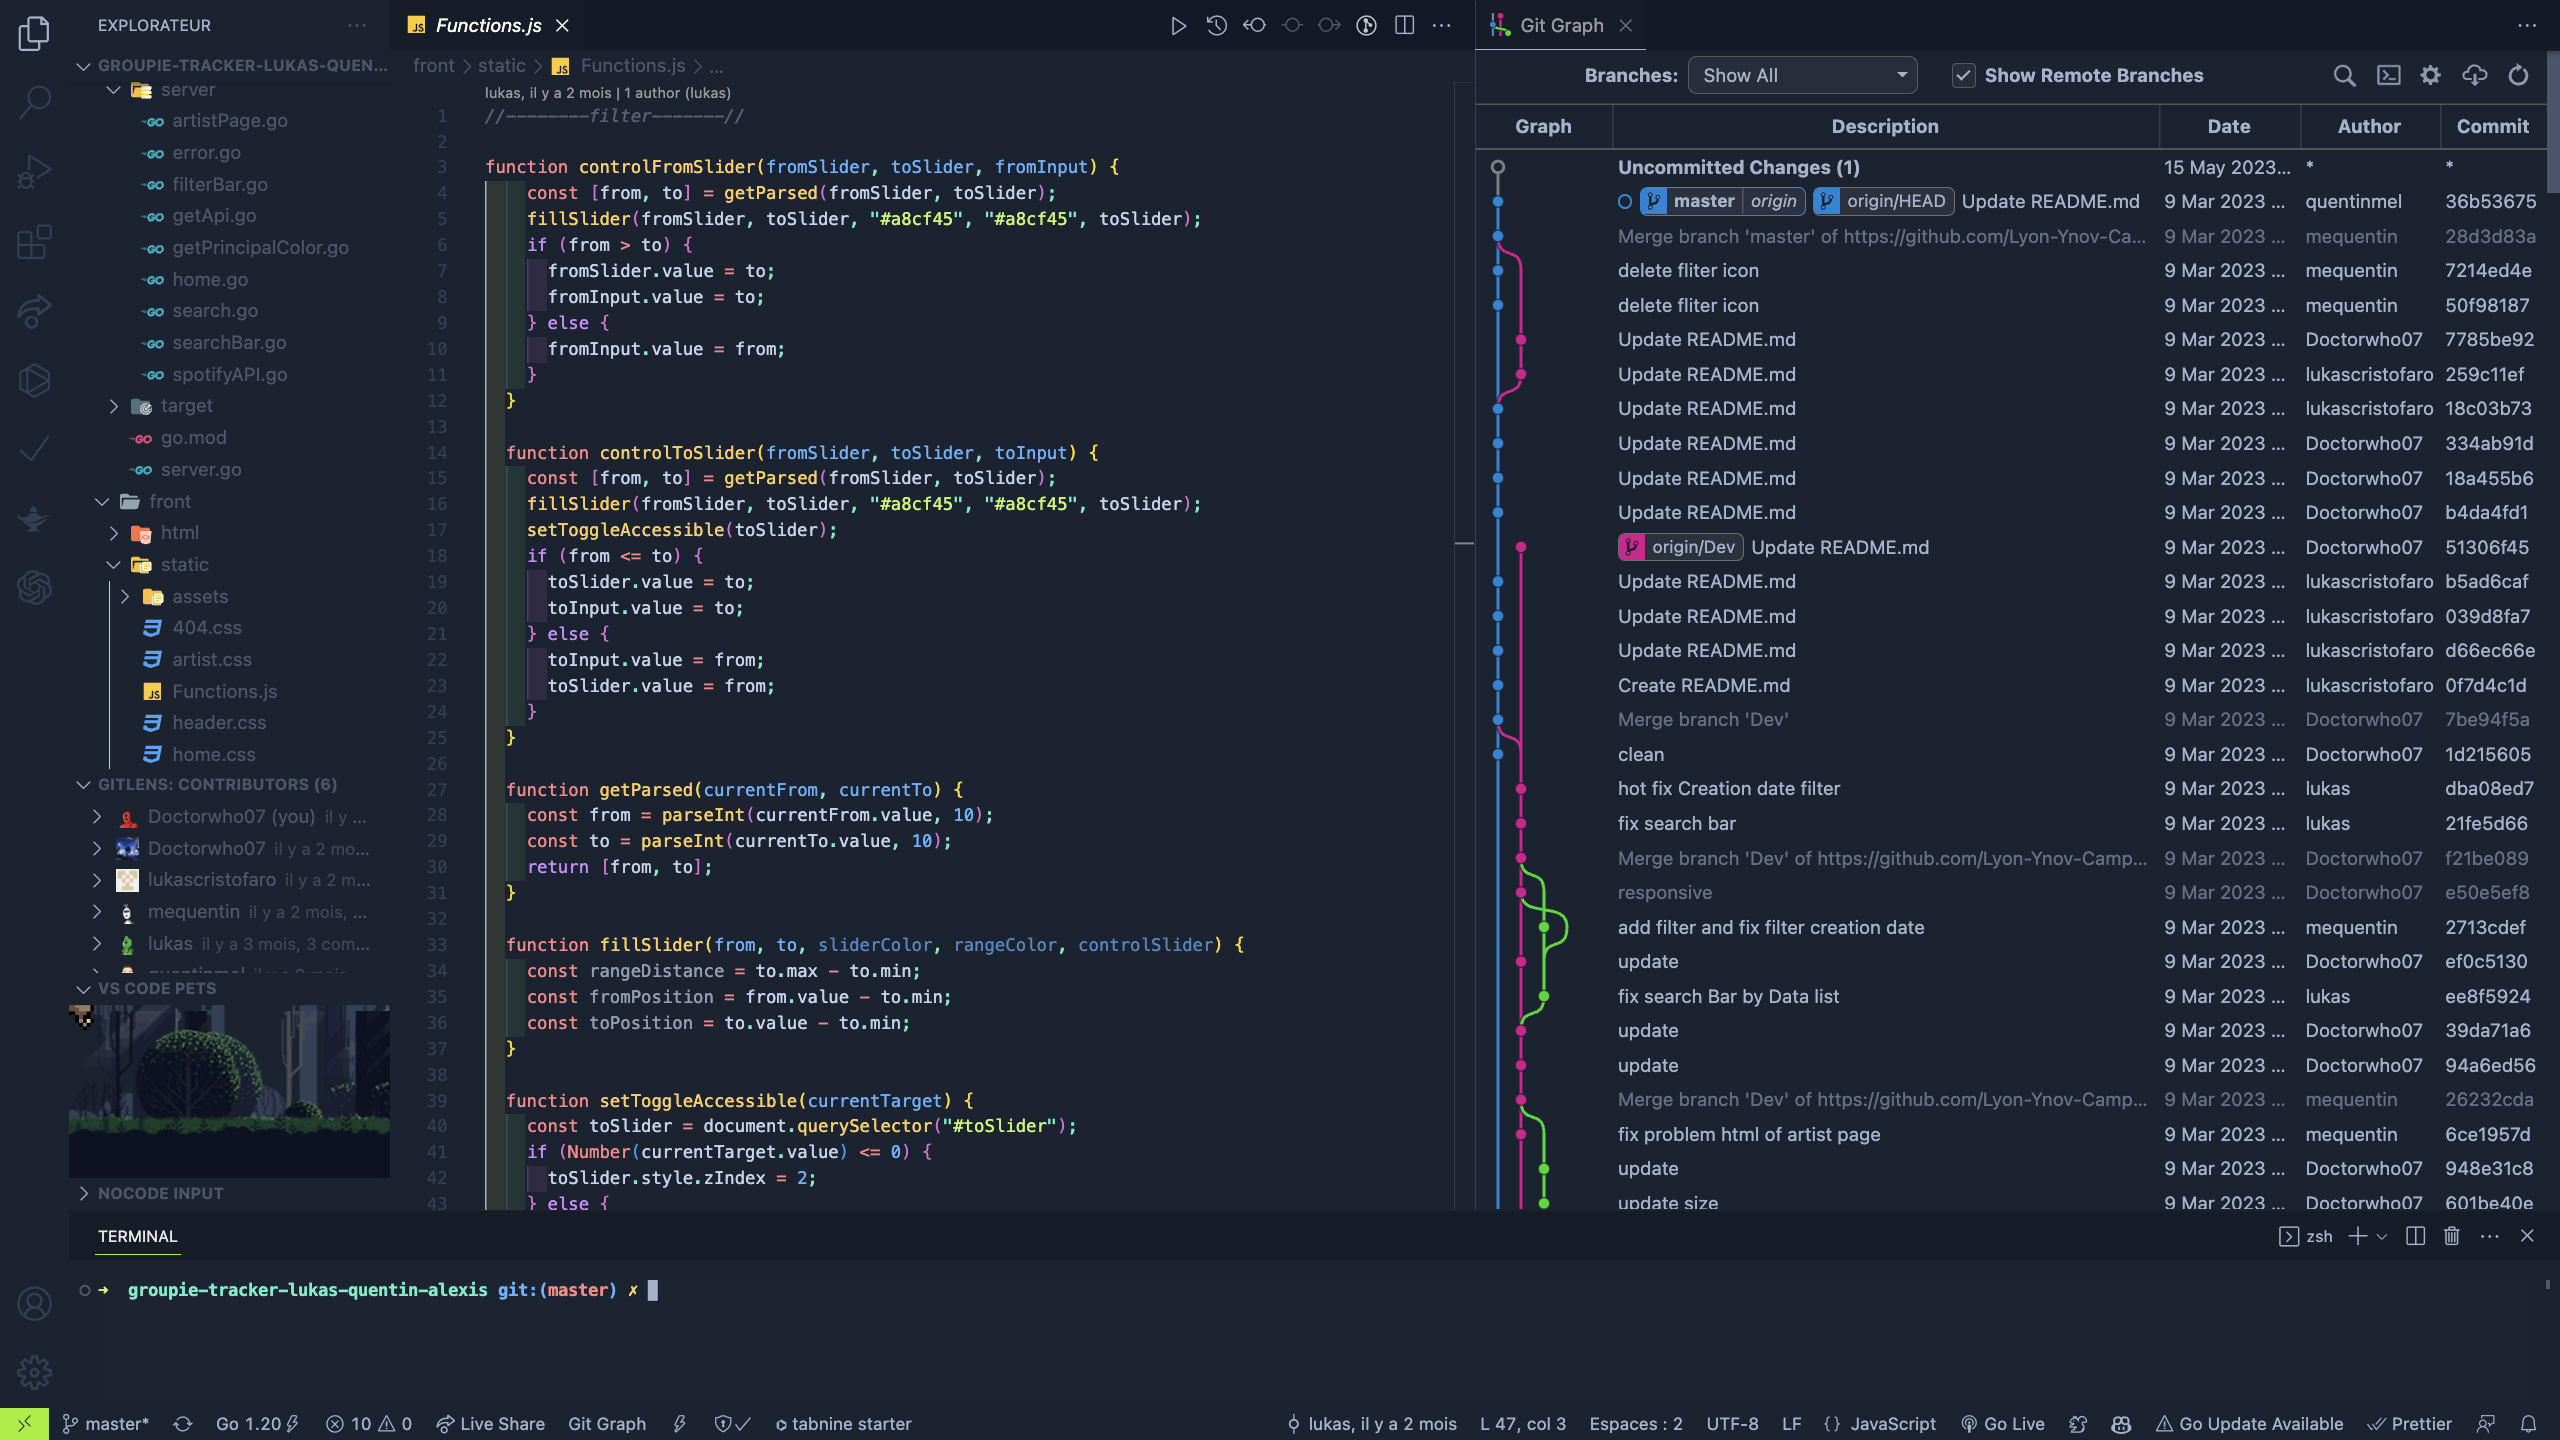 EXPLORATEUR
GROUPIE-TRACKER-LUKAS-QUEN...
server
artistPage.go
error.go
filterBar.go
getApi.go
getPrincipalColor.go
home.go
search.go
searchBar.go
spotifyAPI.go
target
go.mod
server.go
front
html
static
assets
404.css
artist.css
Functions.js
header.css
home.css
GITLENS: CONTRIBUTORS (6)
Doctorwho07 (you) il y ...
Doctorwho07 il y a 2 mo...
lukascristofaro il y a 2 m...
mequentin il y a 2 mois, ...
lukas il y a 3 mois, 3 com...
quentinmel il y a 2 mois
VS CODE PETS
NOCODE INPUT
Functions.js
front > static > Functions.js > ...
lukas, il y a 2 mois | 1 author (lukas)
1 //--------filter-------//
2
3 function controlFromSlider(fromSlider, toSlider, fromInput) {
4 const [from, to] = getParsed(fromSlider, toSlider);
5 fillSlider(fromSlider, toSlider, "#a8cf45", "#a8cf45", toSlider);
6 if (from > to) {
7 fromSlider.value = to;
8 fromInput.value = to;
9 } else {
10 fromInput.value = from;
11 }
12 }
13
14 function controlToSlider(fromSlider, toSlider, toInput) {
15 const [from, to] = getParsed(fromSlider, toSlider);
16 fillSlider(fromSlider, toSlider, "#a8cf45", "#a8cf45", toSlider);
17 setToggleAccessible(toSlider);
18 if (from <= to) {
19 toSlider.value = to;
20 toInput.value = to;
21 } else {
22 toInput.value = from;
23 toSlider.value = from;
24 }
25 }
26
27 function getParsed(currentFrom, currentTo) {
28 const from = parseInt(currentFrom.value, 10);
29 const to = parseInt(currentTo.value, 10);
30 return [from, to];
31 }
32
33 function fillSlider(from, to, sliderColor, rangeColor, controlSlider) {
34 const rangeDistance = to.max - to.min;
35 const fromPosition = from.value - to.min;
36 const toPosition = to.value - to.min;
37 }
38
39 function setToggleAccessible(currentTarget) {
40 const toSlider = document.querySelector("#toSlider");
41 if (Number(currentTarget.value) <= 0) {
42 toSlider.style.zIndex = 2;
43 } else {
Git Graph
Branches: Show All Show Remote Branches
Graph Description Date Author Commit
Uncommitted Changes (1) 15 May 2023... * *
master origin origin/HEAD Update README.md 9 Mar 2023 ... quentinmel 36b53675
Merge branch 'master' of https://github.com/Lyon-Ynov-Ca... 9 Mar 2023 ... mequentin 28d3d83a
delete fliter icon 9 Mar 2023 ... mequentin 7214ed4e
delete fliter icon 9 Mar 2023 ... mequentin 50f98187
Update README.md 9 Mar 2023 ... Doctorwho07 7785be92
Update README.md 9 Mar 2023 ... lukascristofaro 259c11ef
Update README.md 9 Mar 2023 ... lukascristofaro 18c03b73
Update README.md 9 Mar 2023 ... Doctorwho07 334ab91d
Update README.md 9 Mar 2023 ... Doctorwho07 18a455b6
Update README.md 9 Mar 2023 ... Doctorwho07 b4da4fd1
origin/Dev Update README.md 9 Mar 2023 ... Doctorwho07 51306f45
Update README.md 9 Mar 2023 ... lukascristofaro b5ad6caf
Update README.md 9 Mar 2023 ... lukascristofaro 039d8fa7
Update README.md 9 Mar 2023 ... lukascristofaro d66ec66e
Create README.md 9 Mar 2023 ... lukascristofaro 0f7d4c1d
Merge branch 'Dev' 9 Mar 2023 ... Doctorwho07 7be94f5a
clean 9 Mar 2023 ... Doctorwho07 1d215605
hot fix Creation date filter 9 Mar 2023 ... lukas dba08ed7
fix search bar 9 Mar 2023 ... lukas 21fe5d66
Merge branch 'Dev' of https://github.com/Lyon-Ynov-Camp... 9 Mar 2023 ... Doctorwho07 f21be089
responsive 9 Mar 2023 ... Doctorwho07 e50e5ef8
add filter and fix filter creation date 9 Mar 2023 ... mequentin 2713cdef
update 9 Mar 2023 ... Doctorwho07 ef0c5130
fix search Bar by Data list 9 Mar 2023 ... lukas ee8f5924
update 9 Mar 2023 ... Doctorwho07 39da71a6
update 9 Mar 2023 ... Doctorwho07 94a6ed56
Merge branch 'Dev' of https://github.com/Lyon-Ynov-Camp... 9 Mar 2023 ... mequentin 26232cda
fix problem html of artist page 9 Mar 2023 ... mequentin 6ce1957d
update 9 Mar 2023 ... Doctorwho07 948e31c8
update size 9 Mar 2023 ... Doctorwho07 601be40e
TERMINAL
zsh
➜ groupie-tracker-lukas-quentin-alexis git:(master) ✗
master* Go 1.20 10 0 Live Share Git Graph tabnine starter lukas, il y a 2 mois L 47, col 3 Espaces : 2 UTF-8 LF {} JavaScript Go Live Go Update Available Prettier